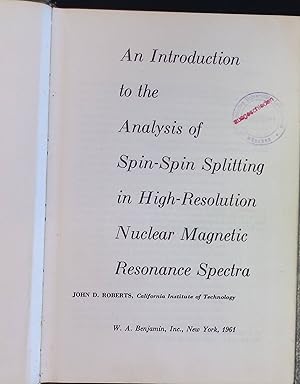 An Introduction
to the
Analysis of
Spin-Spin Splitting
in High-Resolution
Nuclear Magnetic
Resonance Spectra
ausgeschieden
JOHN D. ROBERTS, California Institute of Technology
W. A. Benjamin, Inc., New York, 1961